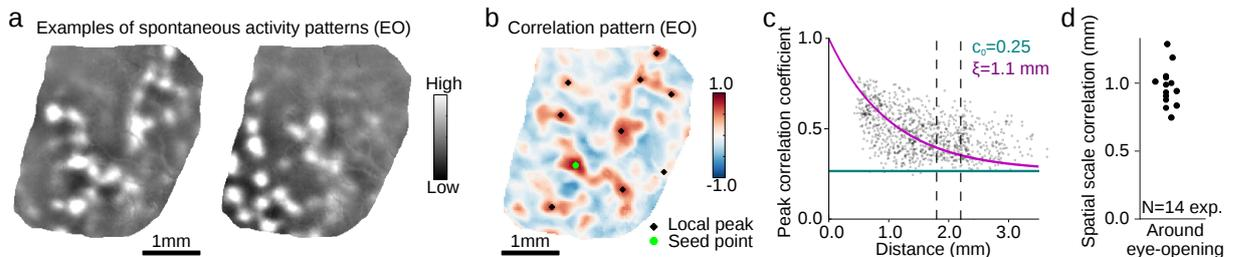 a
Examples of spontaneous activity patterns (EO)
High
Low
1mm
b
Correlation pattern (EO)
1.0
-1.0
Local peak
Seed point
1mm
c
Peak correlation coefficient
1.0
0.5
0.0
c₀=0.25
ξ=1.1 mm
0.0
1.0
2.0
3.0
Distance (mm)
d
Spatial scale correlation (mm)
1.0
0.5
0.0
N=14 exp.
Around
eye-opening